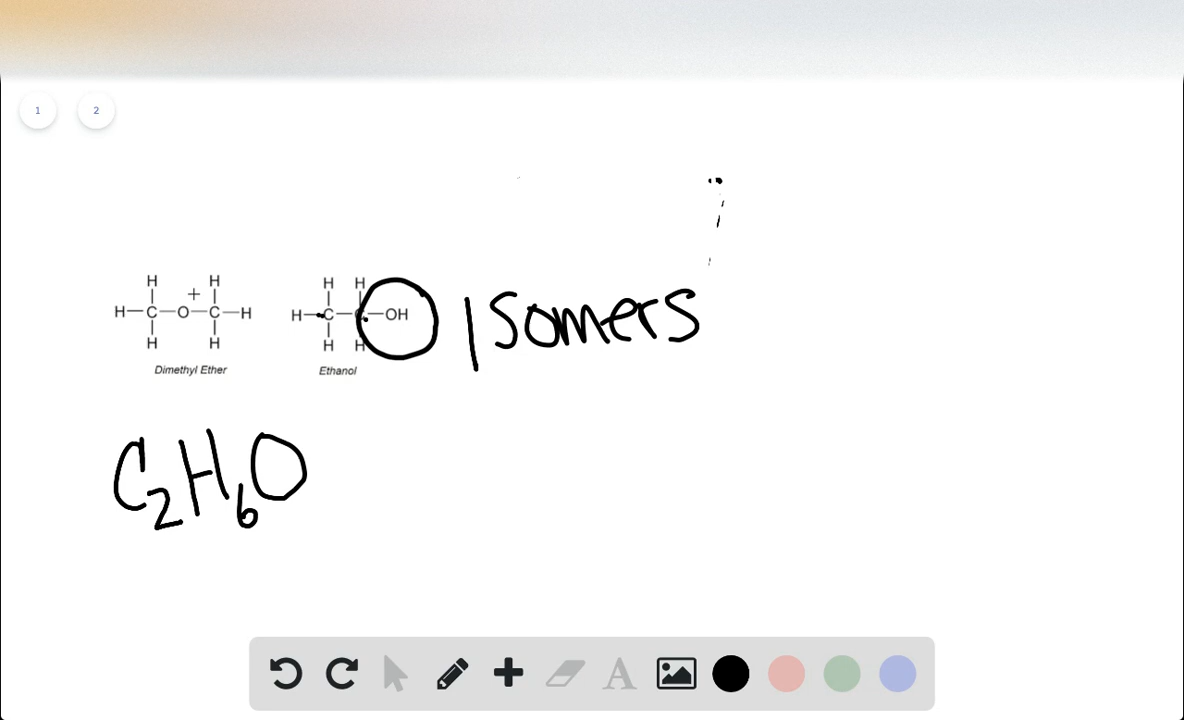 1 2
H H
+
H C O C H
H H
Dimethyl Ether
H H
H C C OH
H H
Ethanol
Isomers
C2H6O
A